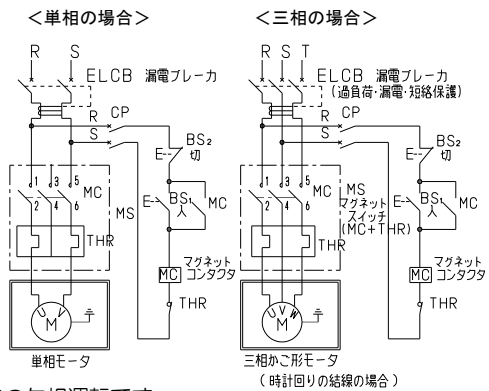 <単相の場合>
R S
ELCB 漏電ブレーカ
R CP
S
BS2
E 切
1 3 5
MC
2 4 6
MS
E BS1 MC
入
THR
マグネット
MC コンタクタ
THR
U V
M
単相モータ
<三相の場合>
R S T
ELCB 漏電ブレーカ
(過負荷・漏電・短絡保護)
R CP
S
BS2
E 切
1 3 5
MC
2 4 6
MS
マグネット
スイッチ
(MC+THR)
E BS1 MC
入
THR
マグネット
MC コンタクタ
THR
U V W
M
三相かご形モータ
(時計回りの結線の場合)